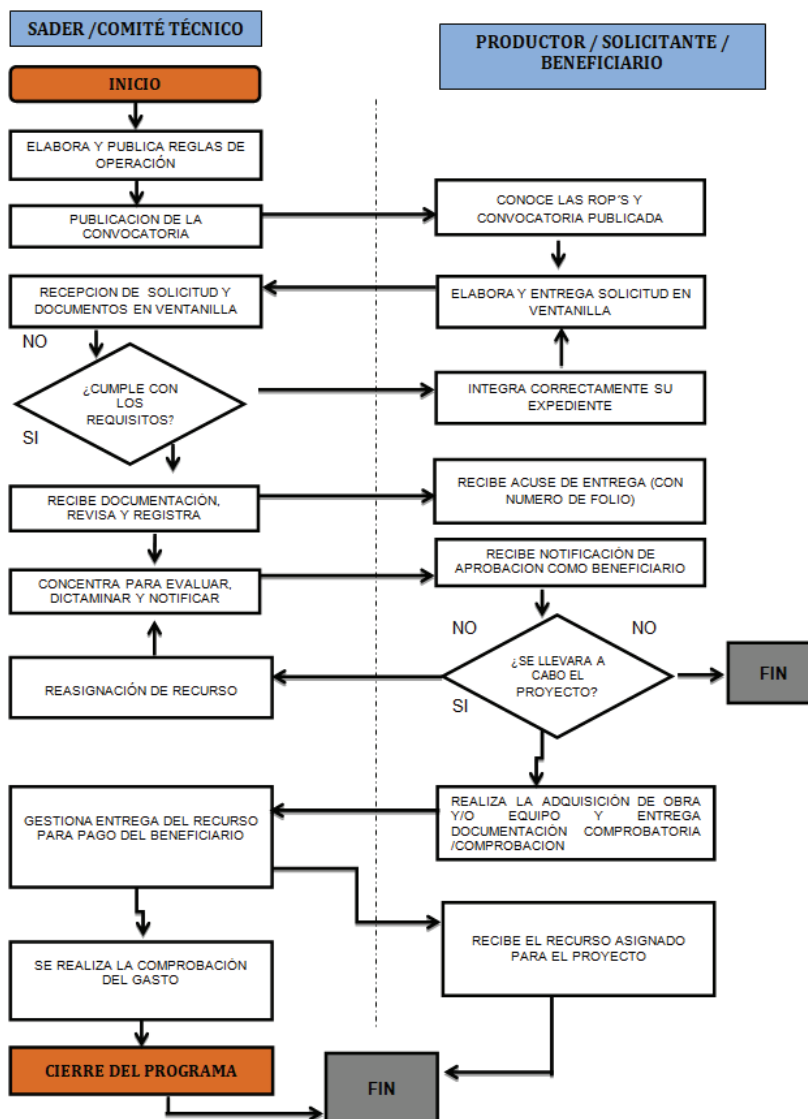 SADER /COMITÉ TÉCNICO
PRODUCTOR / SOLICITANTE /
BENEFICIARIO
INICIO
ELABORA Y PUBLICA REGLAS DE
OPERACIÓN
PUBLICACION DE LA
CONVOCATORIA
CONOCE LAS ROP´S Y
CONVOCATORIA PUBLICADA
RECEPCION DE SOLICITUD Y
DOCUMENTOS EN VENTANILLA
ELABORA Y ENTREGA SOLICITUD EN
VENTANILLA
NO
¿CUMPLE CON
LOS
REQUISITOS?
SI
INTEGRA CORRECTAMENTE SU
EXPEDIENTE
RECIBE DOCUMENTACIÓN,
REVISA Y REGISTRA
RECIBE ACUSE DE ENTREGA (CON
NUMERO DE FOLIO)
CONCENTRA PARA EVALUAR,
DICTAMINAR Y NOTIFICAR
RECIBE NOTIFICACIÓN DE
APROBACION COMO BENEFICIARIO
NO
NO
¿SE LLEVARA A
CABO EL
PROYECTO?
SI
FIN
REASIGNACIÓN DE RECURSO
GESTIONA ENTREGA DEL RECURSO
PARA PAGO DEL BENEFICIARIO
REALIZA LA ADQUISICIÓN DE OBRA
Y/O EQUIPO Y ENTREGA
DOCUMENTACIÓN COMPROBATORIA
/COMPROBACION
SE REALIZA LA COMPROBACIÓN
DEL GASTO
RECIBE EL RECURSO ASIGNADO
PARA EL PROYECTO
CIERRE DEL PROGRAMA
FIN